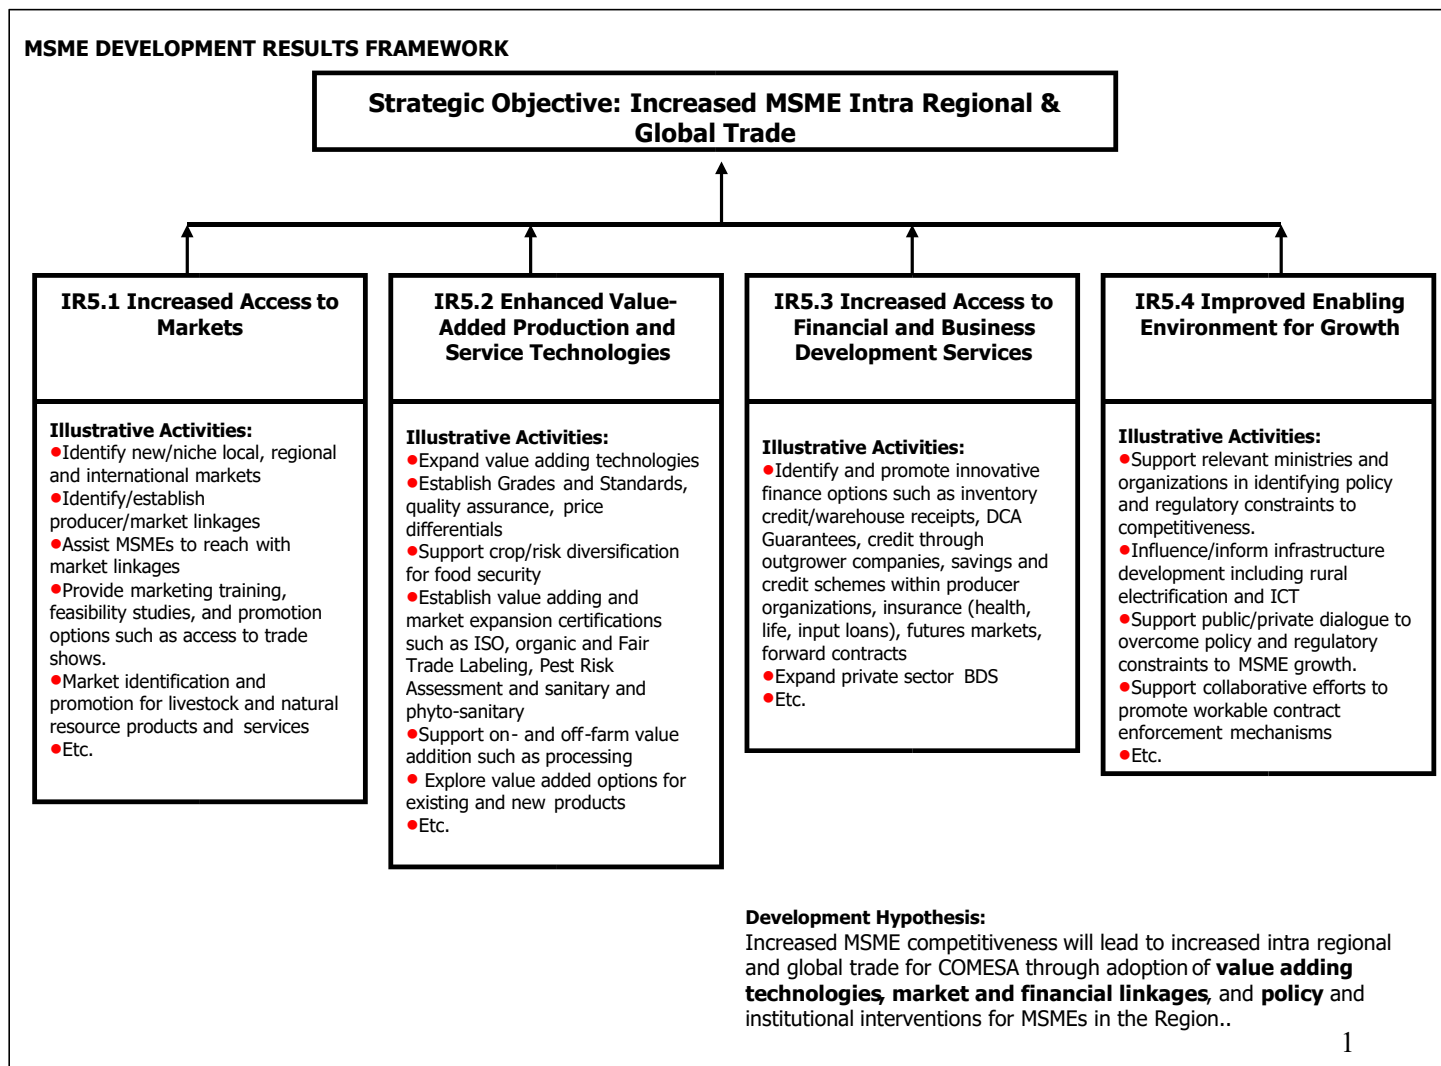 MSME DEVELOPMENT RESULTS FRAMEWORK
Strategic Objective: Increased MSME Intra Regional &
Global Trade
IR5.1 Increased Access to
Markets
Illustrative Activities:
●Identify new/niche local, regional
and international markets
●Identify/establish
producer/market linkages
●Assist MSMEs to reach with
market linkages
●Provide marketing training,
feasibility studies, and promotion
options such as access to trade
shows.
●Market identification and
promotion for livestock and natural
resource products and services
●Etc.
IR5.2 Enhanced Value-
Added Production and
Service Technologies
Illustrative Activities:
●Expand value adding technologies
●Establish Grades and Standards,
quality assurance, price
differentials
●Support crop/risk diversification
for food security
●Establish value adding and
market expansion certifications
such as ISO, organic and Fair
Trade Labeling, Pest Risk
Assessment and sanitary and
phyto-sanitary
●Support on- and off-farm value
addition such as processing
● Explore value added options for
existing and new products
●Etc.
IR5.3 Increased Access to
Financial and Business
Development Services
Illustrative Activities:
●Identify and promote innovative
finance options such as inventory
credit/warehouse receipts, DCA
Guarantees, credit through
outgrower companies, savings and
credit schemes within producer
organizations, insurance (health,
life, input loans), futures markets,
forward contracts
●Expand private sector BDS
●Etc.
IR5.4 Improved Enabling
Environment for Growth
Illustrative Activities:
●Support relevant ministries and
organizations in identifying policy
and regulatory constraints to
competitiveness.
●Influence/inform infrastructure
development including rural
electrification and ICT
●Support public/private dialogue to
overcome policy and regulatory
constraints to MSME growth.
●Support collaborative efforts to
promote workable contract
enforcement mechanisms
●Etc.
Development Hypothesis:
Increased MSME competitiveness will lead to increased intra regional
and global trade for COMESA through adoption of value adding
technologies, market and financial linkages, and policy and
institutional interventions for MSMEs in the Region..
1